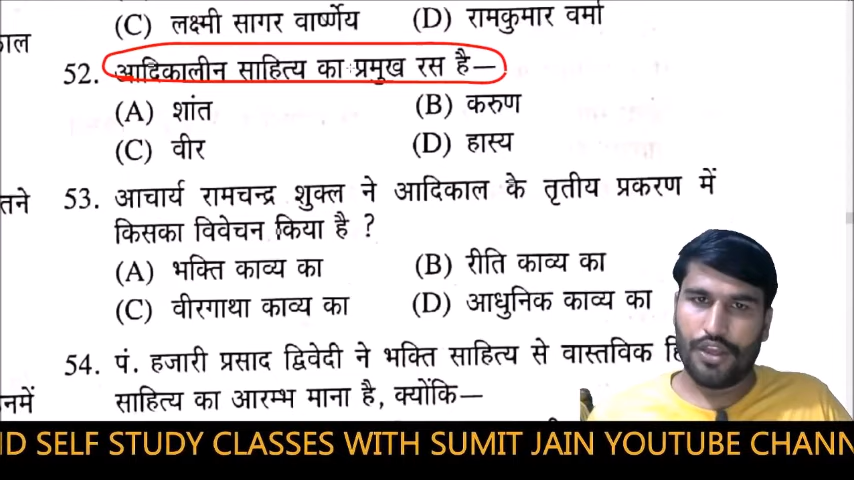 (C) लक्ष्मी सागर वार्ष्णेय (D) रामकुमार वर्मा
52. आदिकालीन साहित्य का प्रमुख रस है—
(A) शांत (B) करुण
(C) वीर (D) हास्य
तने 53. आचार्य रामचन्द्र शुक्ल ने आदिकाल के तृतीय प्रकरण में
किसका विवेचन किया है ?
(A) भक्ति काव्य का (B) रीति काव्य का
(C) वीरगाथा काव्य का (D) आधुनिक काव्य का
54. पं. हजारी प्रसाद द्विवेदी ने भक्ति साहित्य से वास्तविक
नमें साहित्य का आरम्भ माना है, क्योंकि—
ND SELF STUDY CLASSES WITH SUMIT JAIN YOUTUBE CHANN